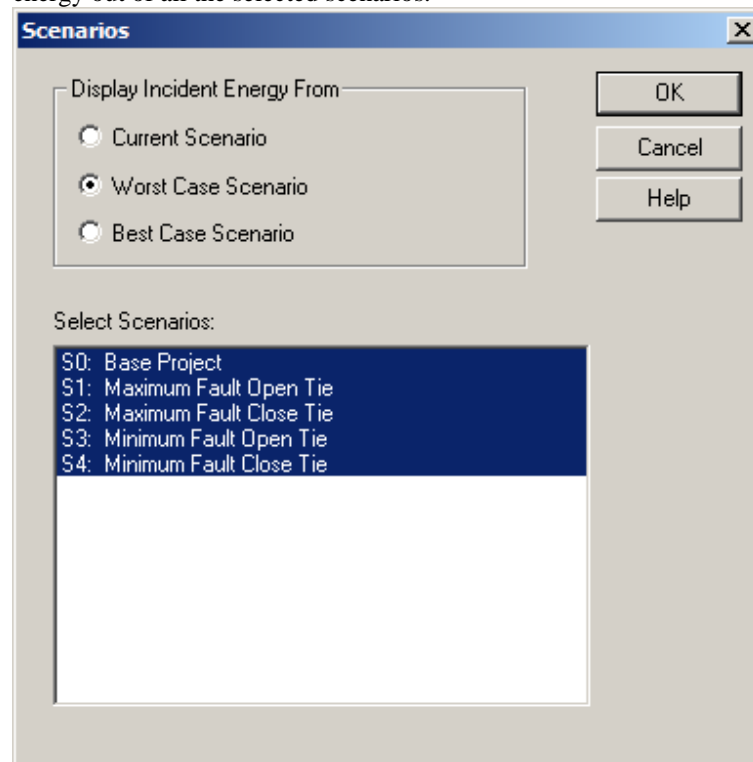 energy out of all the selected scenarios.
Scenarios
Display Incident Energy From
OK
Current Scenario
Cancel
Worst Case Scenario
Help
Best Case Scenario
Select Scenarios:
S0: Base Project
S1: Maximum Fault Open Tie
S2: Maximum Fault Close Tie
S3: Minimum Fault Open Tie
S4: Minimum Fault Close Tie